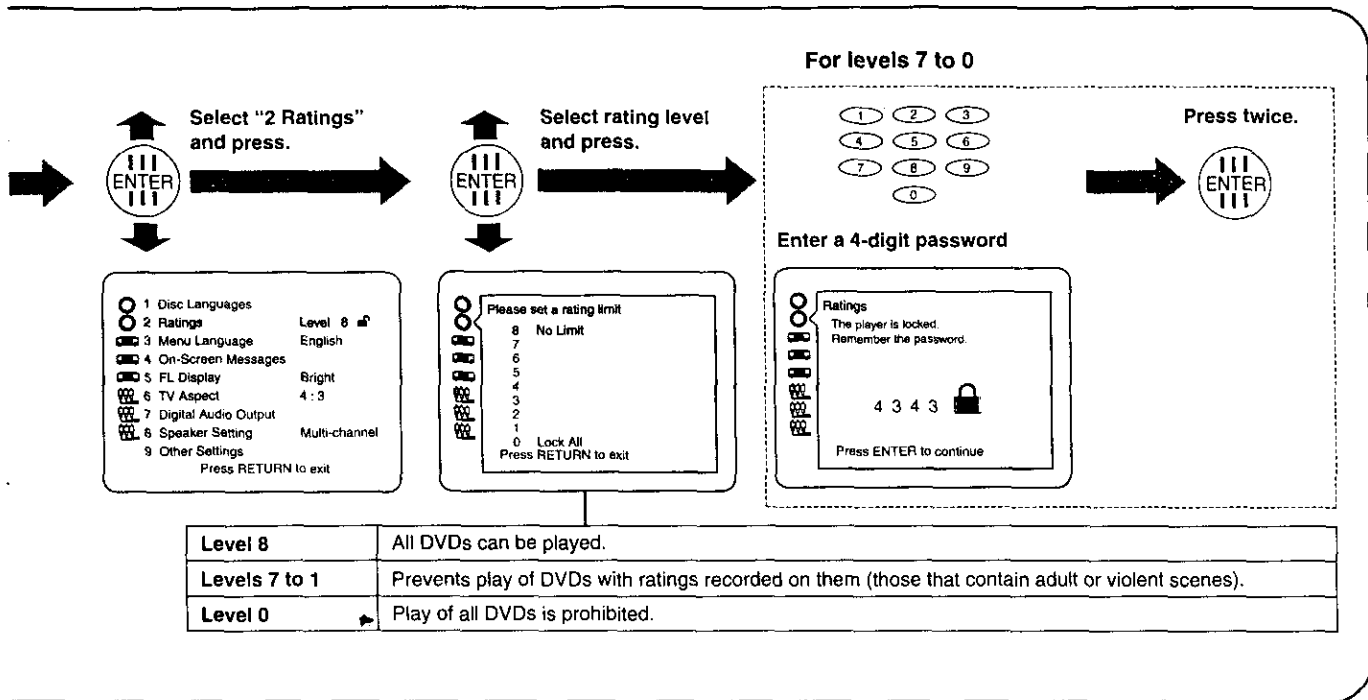 For levels 7 to 0
Select "2 Ratings"
and press.
ENTER
Select rating level
and press.
ENTER
1 2 3
4 5 6
7 8 9
0
Press twice.
ENTER
Enter a 4-digit password
1 Disc Languages
2 Ratings Level 8
3 Menu Language English
4 On-Screen Messages
5 FL Display Bright
6 TV Aspect 4 : 3
7 Digital Audio Output
8 Speaker Setting Multi-channel
9 Other Settings
Press RETURN to exit
Please set a rating limit
8 No Limit
7
6
5
4
3
2
1
0 Lock All
Press RETURN to exit
Ratings
The player is locked.
Remember the password.
4 3 4 3
Press ENTER to continue
Level 8 All DVDs can be played.
Levels 7 to 1 Prevents play of DVDs with ratings recorded on them (those that contain adult or violent scenes).
Level 0 Play of all DVDs is prohibited.